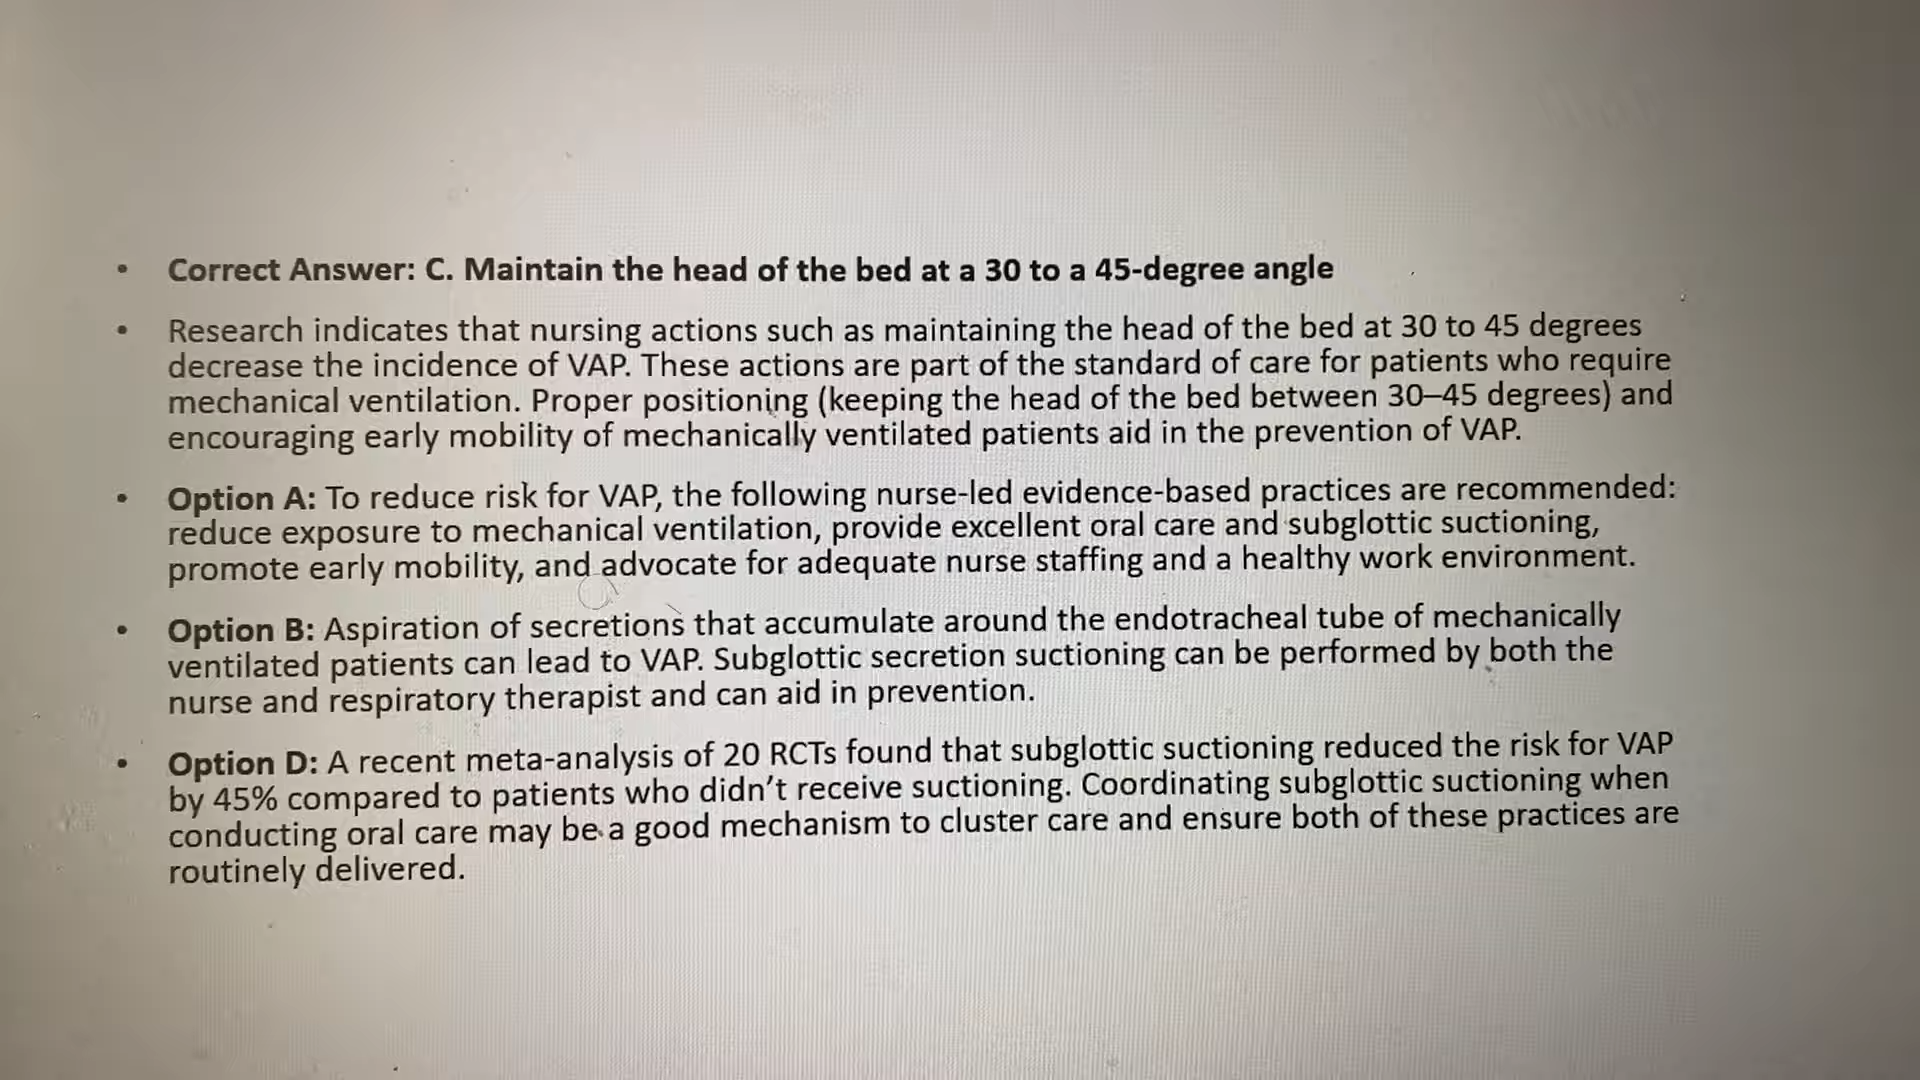 • Correct Answer: C. Maintain the head of the bed at a 30 to a 45-degree angle
• Research indicates that nursing actions such as maintaining the head of the bed at 30 to 45 degrees
decrease the incidence of VAP. These actions are part of the standard of care for patients who require
mechanical ventilation. Proper positioning (keeping the head of the bed between 30–45 degrees) and
encouraging early mobility of mechanically ventilated patients aid in the prevention of VAP.
• Option A: To reduce risk for VAP, the following nurse-led evidence-based practices are recommended:
reduce exposure to mechanical ventilation, provide excellent oral care and subglottic suctioning,
promote early mobility, and advocate for adequate nurse staffing and a healthy work environment.
• Option B: Aspiration of secretions that accumulate around the endotracheal tube of mechanically
ventilated patients can lead to VAP. Subglottic secretion suctioning can be performed by both the
nurse and respiratory therapist and can aid in prevention.
• Option D: A recent meta-analysis of 20 RCTs found that subglottic suctioning reduced the risk for VAP
by 45% compared to patients who didn’t receive suctioning. Coordinating subglottic suctioning when
conducting oral care may be a good mechanism to cluster care and ensure both of these practices are
routinely delivered.